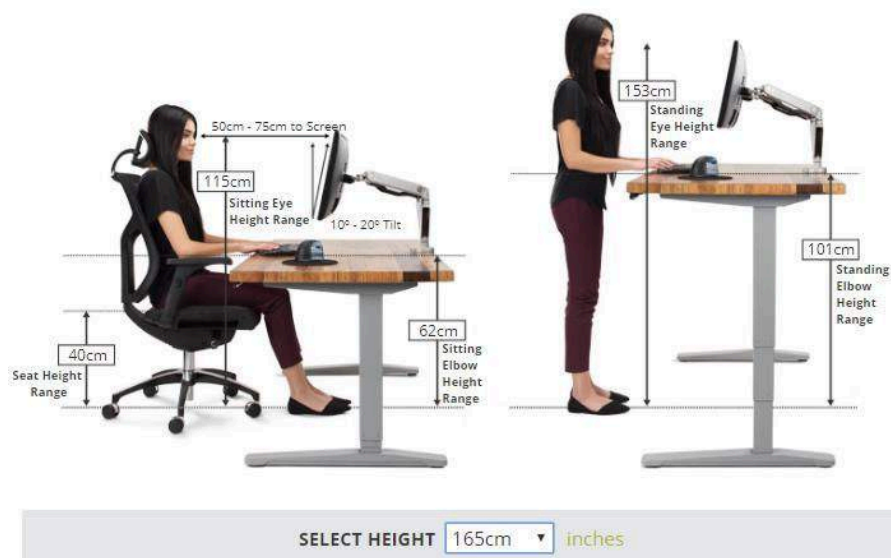 50cm - 75cm to Screen
115cm
Sitting Eye
Height Range
10º - 20º Tilt
40cm
Seat Height
Range
62cm
Sitting
Elbow
Height
Range
153cm
Standing
Eye Height
Range
101cm
Standing
Elbow
Height
Range
SELECT HEIGHT 165cm inches